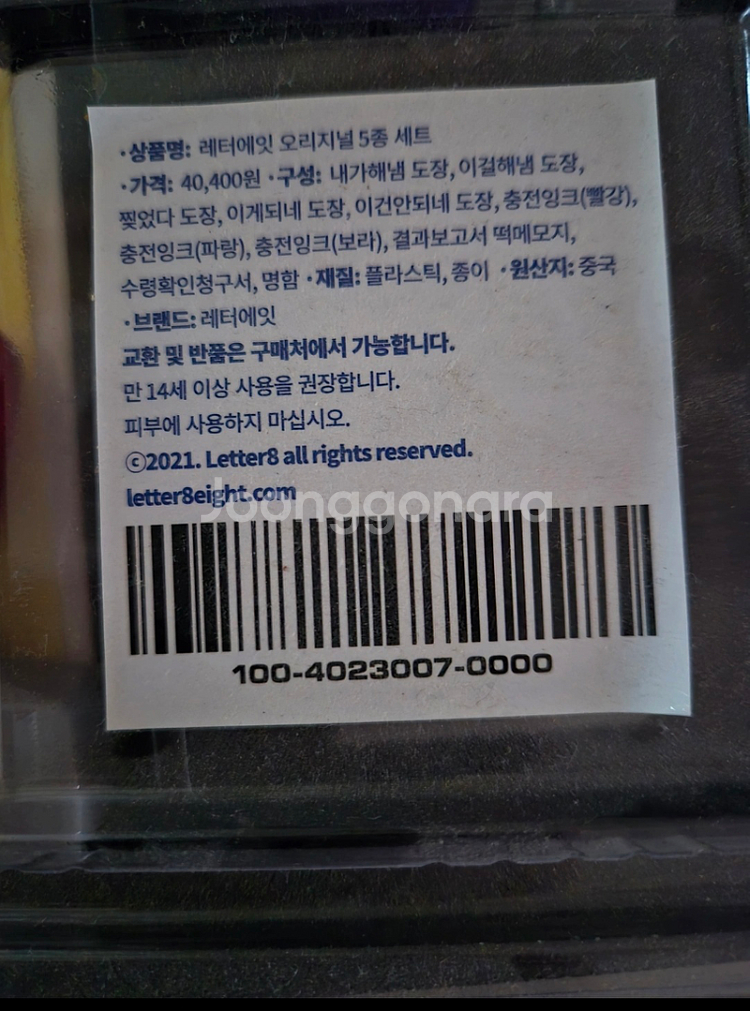 ·상품명: 레터에잇 오리지널 5종 세트
·가격: 40,400원 ·구성: 내가해냄 도장, 이걸해냄 도장,
찢었다 도장, 이게되네 도장, 이건안되네 도장, 충전잉크(빨강),
충전잉크(파랑), 충전잉크(보라), 결과보고서 떡메모지,
수령확인청구서, 명함 ·재질: 플라스틱, 종이 ·원산지: 중국
·브랜드: 레터에잇
교환 및 반품은 구매처에서 가능합니다.
만 14세 이상 사용을 권장합니다.
피부에 사용하지 마십시오.
ⓒ2021. Letter8 all rights reserved.
letter8eight.com
Joonggonara
100-4023007-0000